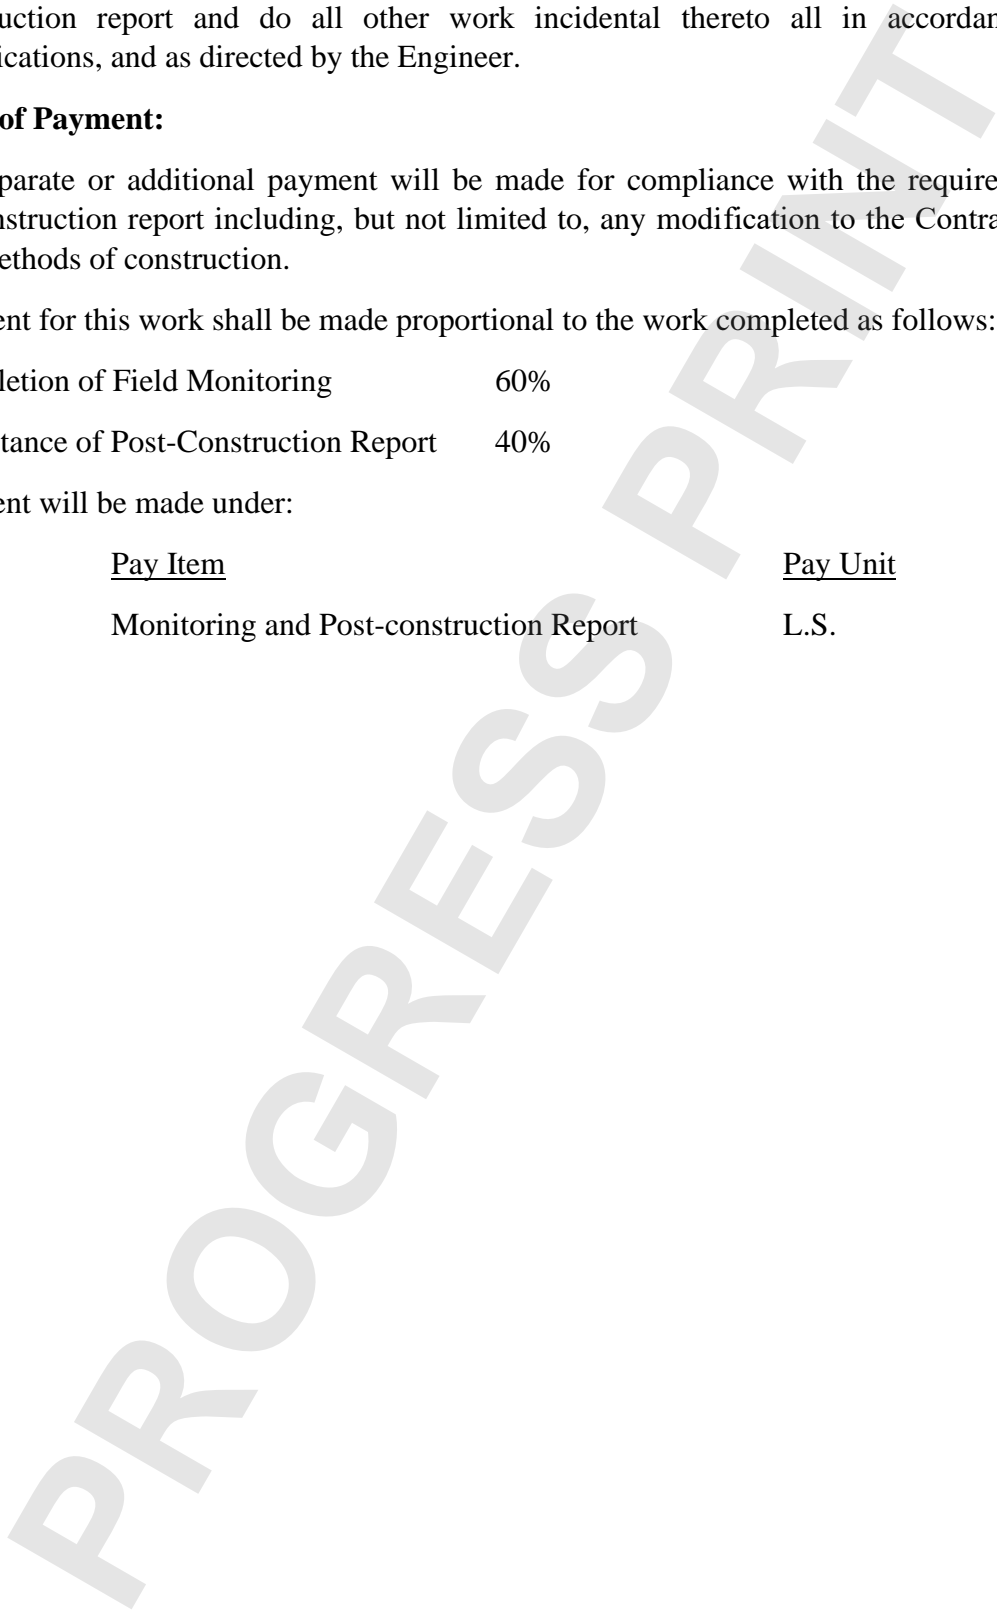 uction report and do all other work incidental thereto all in accordan
ications, and as directed by the Engineer.
of Payment:
parate or additional payment will be made for compliance with the require
nstruction report including, but not limited to, any modification to the Contra
ethods of construction.
ent for this work shall be made proportional to the work completed as follows:
letion of Field Monitoring 60%
tance of Post-Construction Report 40%
ent will be made under:
Pay Item Pay Unit
Monitoring and Post-construction Report L.S.
PROGRESS PRINT